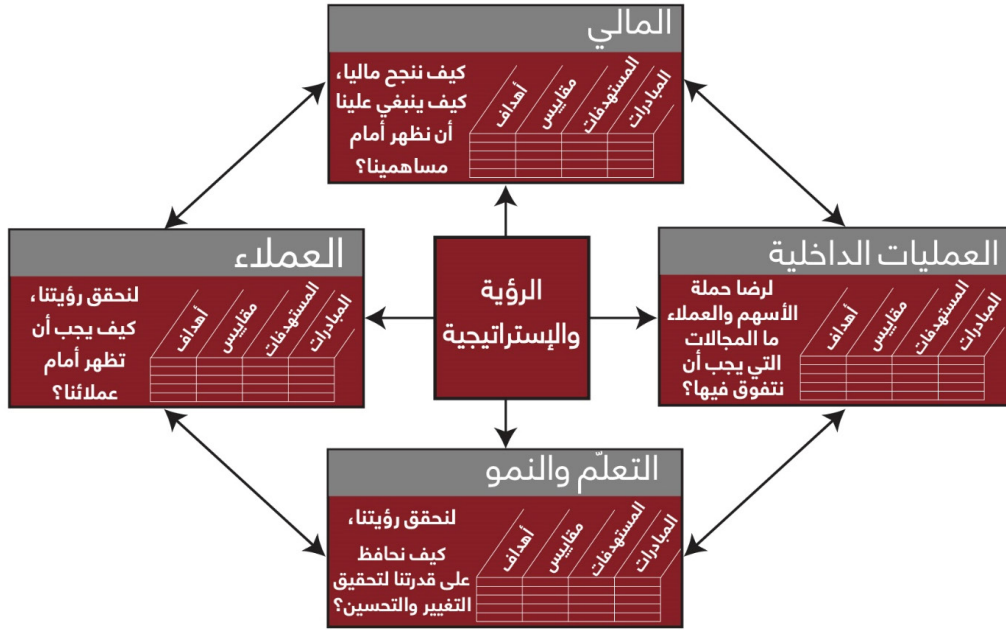 المالي
كيف ننجح ماليا،
كيف ينبغي علينا
أن نظهر أمام
مساهمينا؟
أهداف
مقاييس
المستهدفات
المبادرات
العمليات الداخلية
لرضا حملة
الأسهم والعملاء
ما المجالات
التي يجب أن
نتفوق فيها؟
أهداف
مقاييس
المستهدفات
المبادرات
الرؤية
والإستراتيجية
العملاء
لنحقق رؤيتنا،
كيف يجب أن
تظهر أمام
عملائنا؟
أهداف
مقاييس
المستهدفات
المبادرات
التعلّم والنمو
لنحقق رؤيتنا،
كيف نحافظ
على قدرتنا لتحقيق
التغيير والتحسين؟
أهداف
مقاييس
المستهدفات
المبادرات